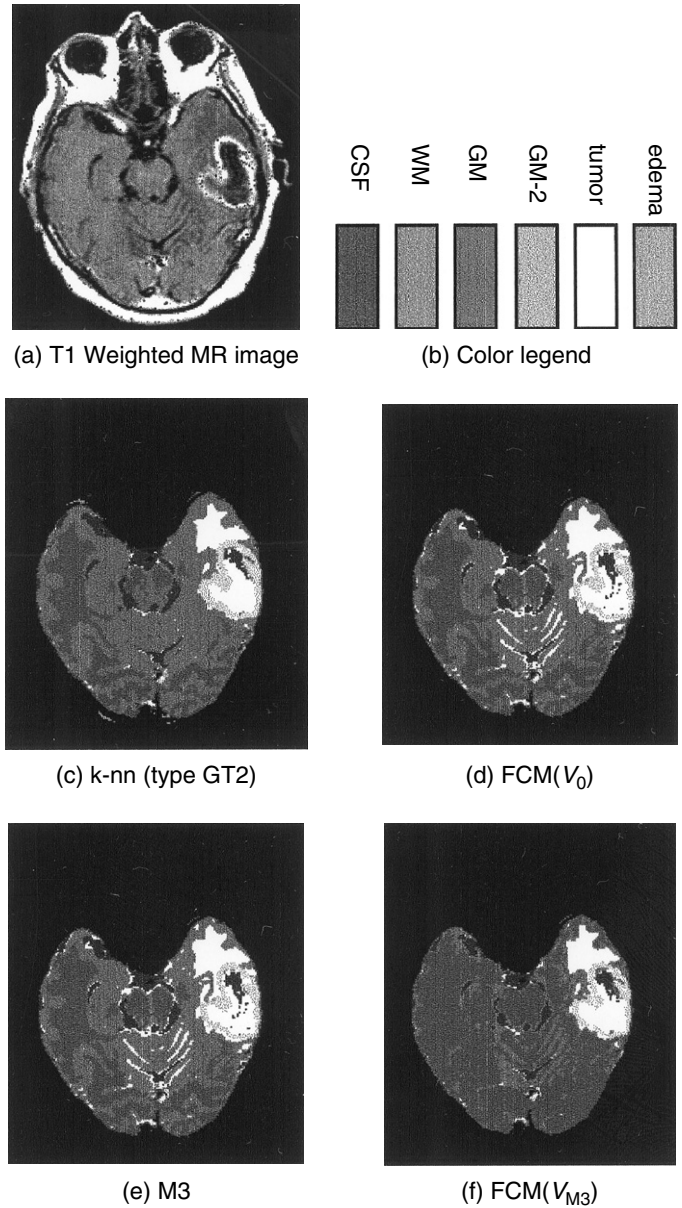 CSF
WM
GM
GM-2
tumor
edema
(a) T1 Weighted MR image
(b) Color legend
(c) k-nn (type GT2)
(d) FCM(V₀)
(e) M3
(f) FCM(V_M3)